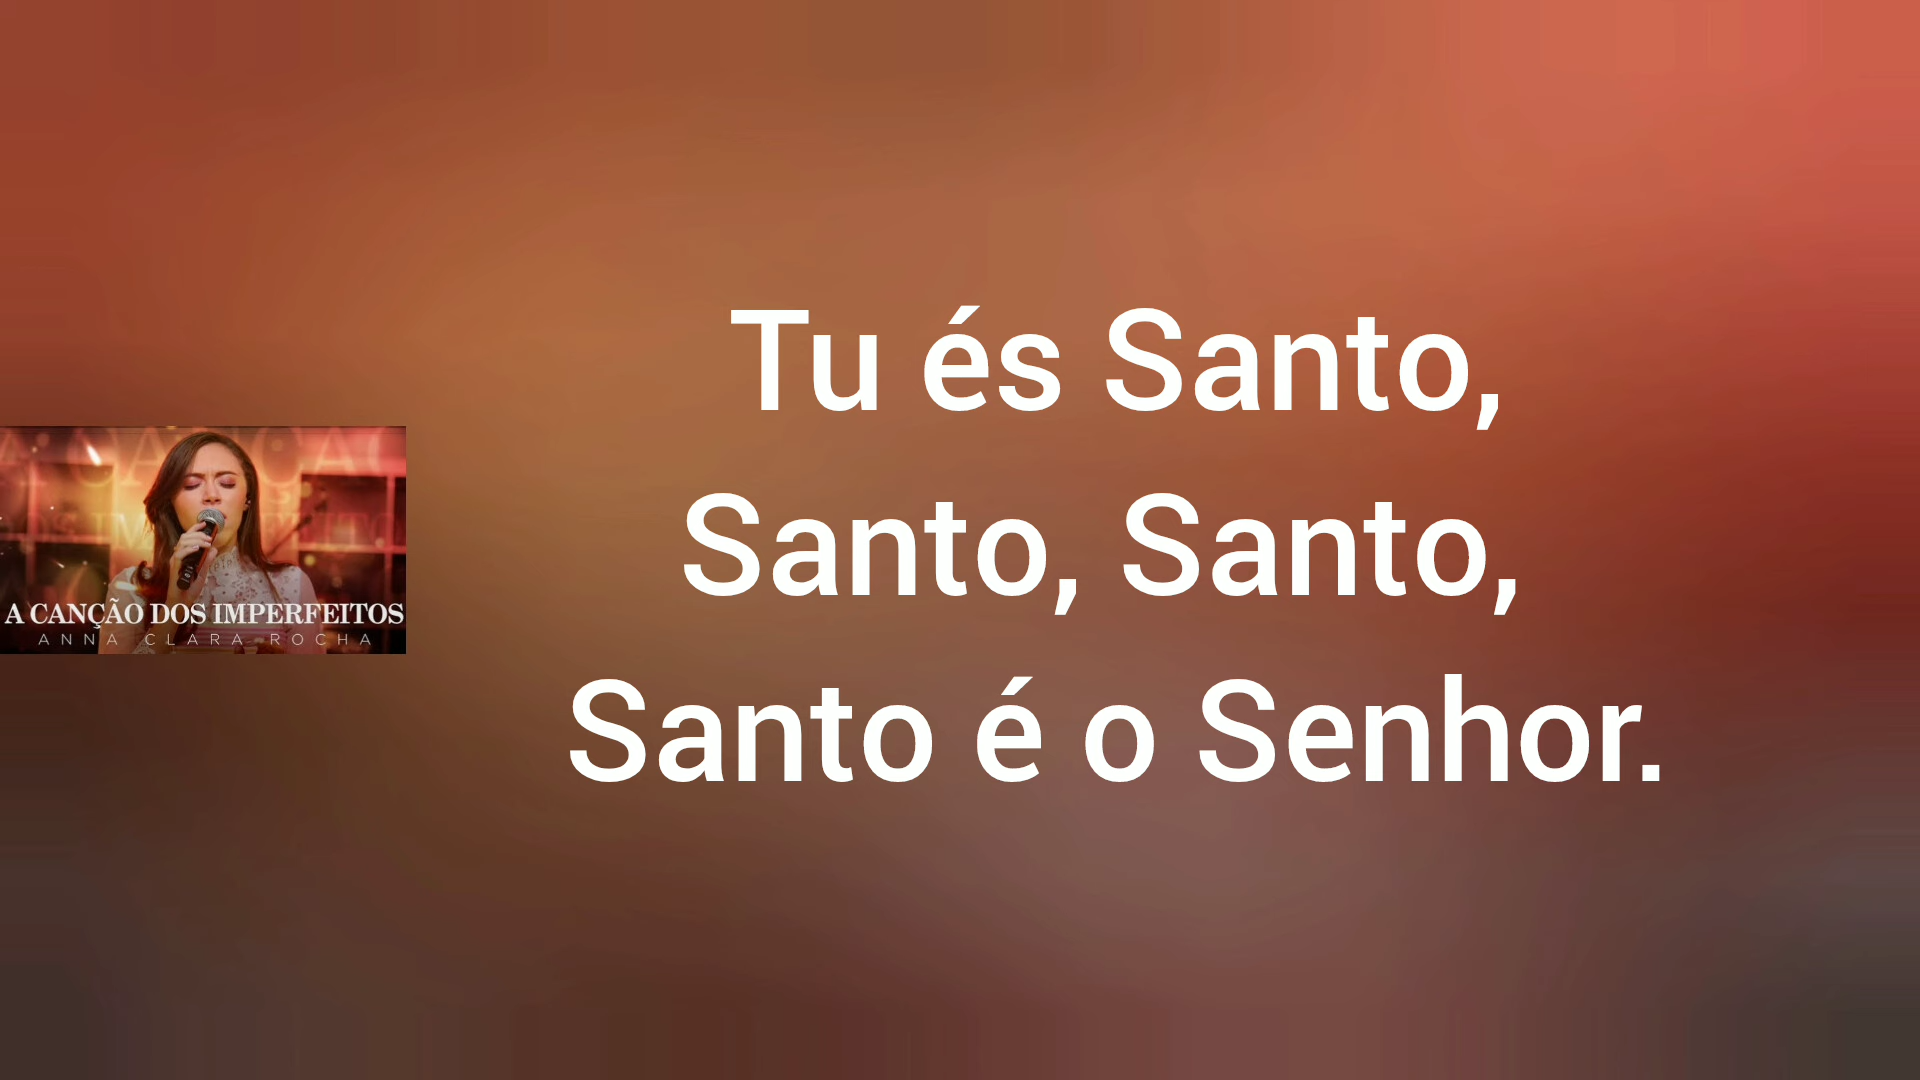 Tu és Santo,
Santo, Santo,
Santo é o Senhor.
A CANÇÃO DOS IMPERFEITOS
ANNA CLARA ROCHA